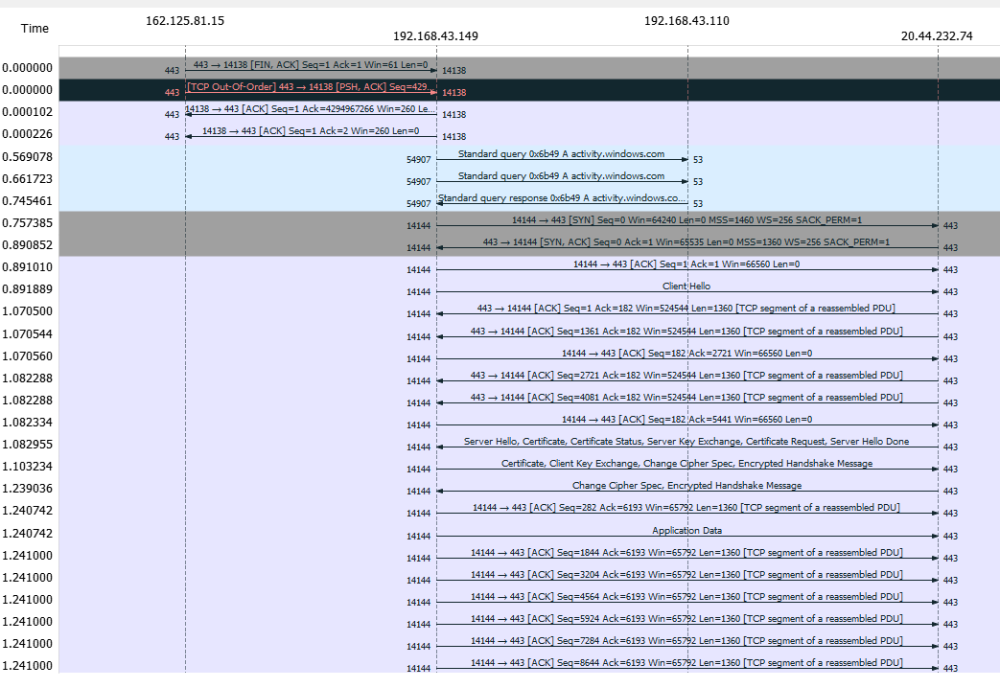 162.125.81.15 192.168.43.110
Time 192.168.43.149 20.44.232.74
0.000000 443 443 → 14138 [FIN, ACK] Seq=1 Ack=1 Win=61 Len=0 14138
0.000000 443 [TCP Out-Of-Order] 443 → 14138 [PSH, ACK] Seq=429... 14138
0.000102 443 14138 → 443 [ACK] Seq=1 Ack=4294967266 Win=260 Le... 14138
0.000226 443 14138 → 443 [ACK] Seq=1 Ack=2 Win=260 Len=0 14138
0.569078 54907 Standard query 0x6b49 A activity.windows.com 53
0.661723 54907 Standard query 0x6b49 A activity.windows.com 53
0.745461 54907 Standard query response 0x6b49 A activity.windows.co... 53
0.757385 14144 14144 → 443 [SYN] Seq=0 Win=64240 Len=0 MSS=1460 WS=256 SACK_PERM=1 443
0.890852 14144 443 → 14144 [SYN, ACK] Seq=0 Ack=1 Win=65535 Len=0 MSS=1360 WS=256 SACK_PERM=1 443
0.891010 14144 14144 → 443 [ACK] Seq=1 Ack=1 Win=66560 Len=0 443
0.891889 14144 Client Hello 443
1.070500 14144 443 → 14144 [ACK] Seq=1 Ack=182 Win=524544 Len=1360 [TCP segment of a reassembled PDU] 443
1.070544 14144 443 → 14144 [ACK] Seq=1361 Ack=182 Win=524544 Len=1360 [TCP segment of a reassembled PDU] 443
1.070560 14144 14144 → 443 [ACK] Seq=182 Ack=2721 Win=66560 Len=0 443
1.082288 14144 443 → 14144 [ACK] Seq=2721 Ack=182 Win=524544 Len=1360 [TCP segment of a reassembled PDU] 443
1.082288 14144 443 → 14144 [ACK] Seq=4081 Ack=182 Win=524544 Len=1360 [TCP segment of a reassembled PDU] 443
1.082334 14144 14144 → 443 [ACK] Seq=182 Ack=5441 Win=66560 Len=0 443
1.082955 14144 Server Hello, Certificate, Certificate Status, Server Key Exchange, Certificate Request, Server Hello Done 443
1.103234 14144 Certificate, Client Key Exchange, Change Cipher Spec, Encrypted Handshake Message 443
1.239036 14144 Change Cipher Spec, Encrypted Handshake Message 443
1.240742 14144 14144 → 443 [ACK] Seq=282 Ack=6193 Win=65792 Len=1360 [TCP segment of a reassembled PDU] 443
1.240742 14144 Application Data 443
1.241000 14144 14144 → 443 [ACK] Seq=1844 Ack=6193 Win=65792 Len=1360 [TCP segment of a reassembled PDU] 443
1.241000 14144 14144 → 443 [ACK] Seq=3204 Ack=6193 Win=65792 Len=1360 [TCP segment of a reassembled PDU] 443
1.241000 14144 14144 → 443 [ACK] Seq=4564 Ack=6193 Win=65792 Len=1360 [TCP segment of a reassembled PDU] 443
1.241000 14144 14144 → 443 [ACK] Seq=5924 Ack=6193 Win=65792 Len=1360 [TCP segment of a reassembled PDU] 443
1.241000 14144 14144 → 443 [ACK] Seq=7284 Ack=6193 Win=65792 Len=1360 [TCP segment of a reassembled PDU] 443
1.241000 14144 14144 → 443 [ACK] Seq=8644 Ack=6193 Win=65792 Len=1360 [TCP segment of a reassembled PDU] 443